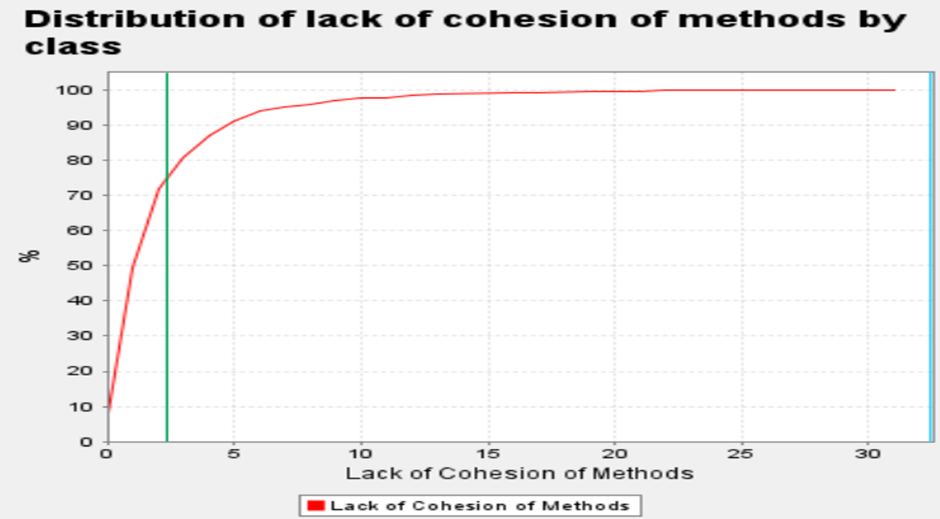 Distribution of lack of cohesion of methods by
class
100
90
80
70
60
50
40
30
20
10
0
%
0 5 10 15 20 25 30
Lack of Cohesion of Methods
Lack of Cohesion of Methods